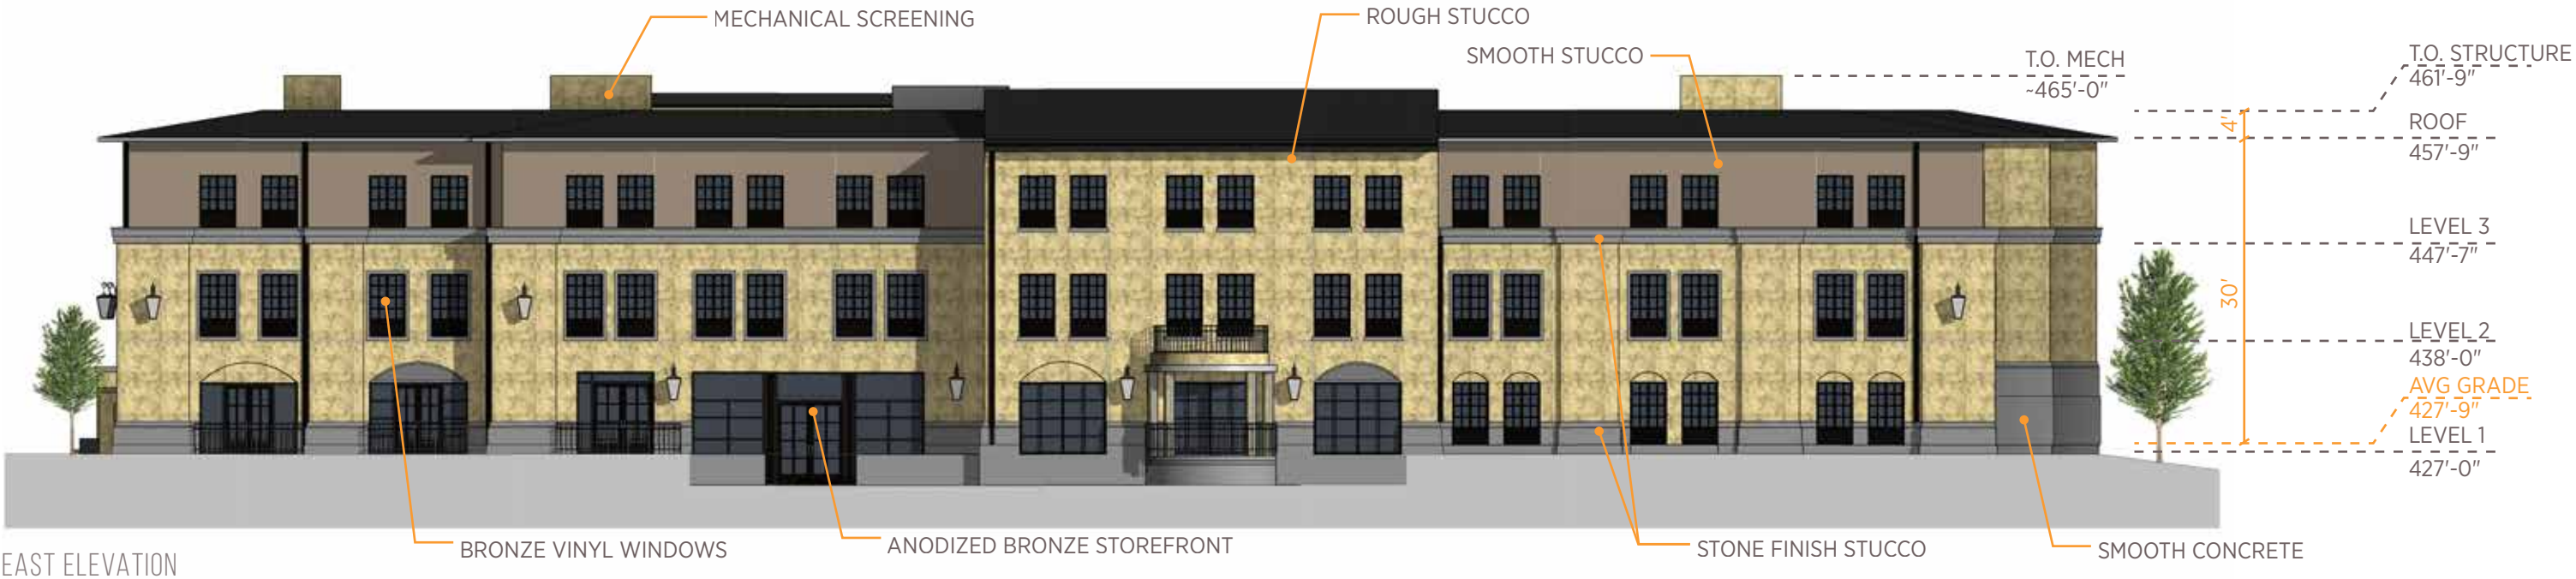 MECHANICAL SCREENING
ROUGH STUCCO
SMOOTH STUCCO
T.O. MECH
~465'-0"
T.O. STRUCTURE
461'-9"
4'
ROOF
457'-9"
LEVEL 3
447'-7"
30'
LEVEL 2
438'-0"
AVG GRADE
427'-9"
LEVEL 1
427'-0"
BRONZE VINYL WINDOWS
ANODIZED BRONZE STOREFRONT
STONE FINISH STUCCO
SMOOTH CONCRETE
EAST ELEVATION